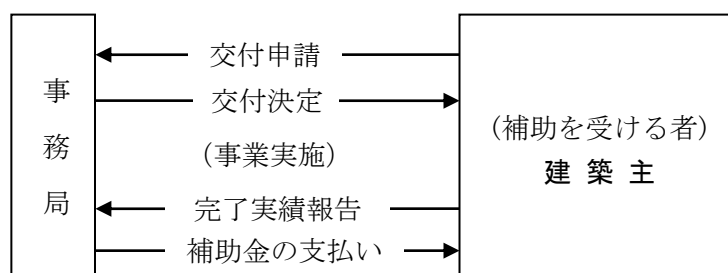 事務局
交付申請
交付決定
(事業実施)
完了実績報告
補助金の支払い
(補助を受ける者)
建築主